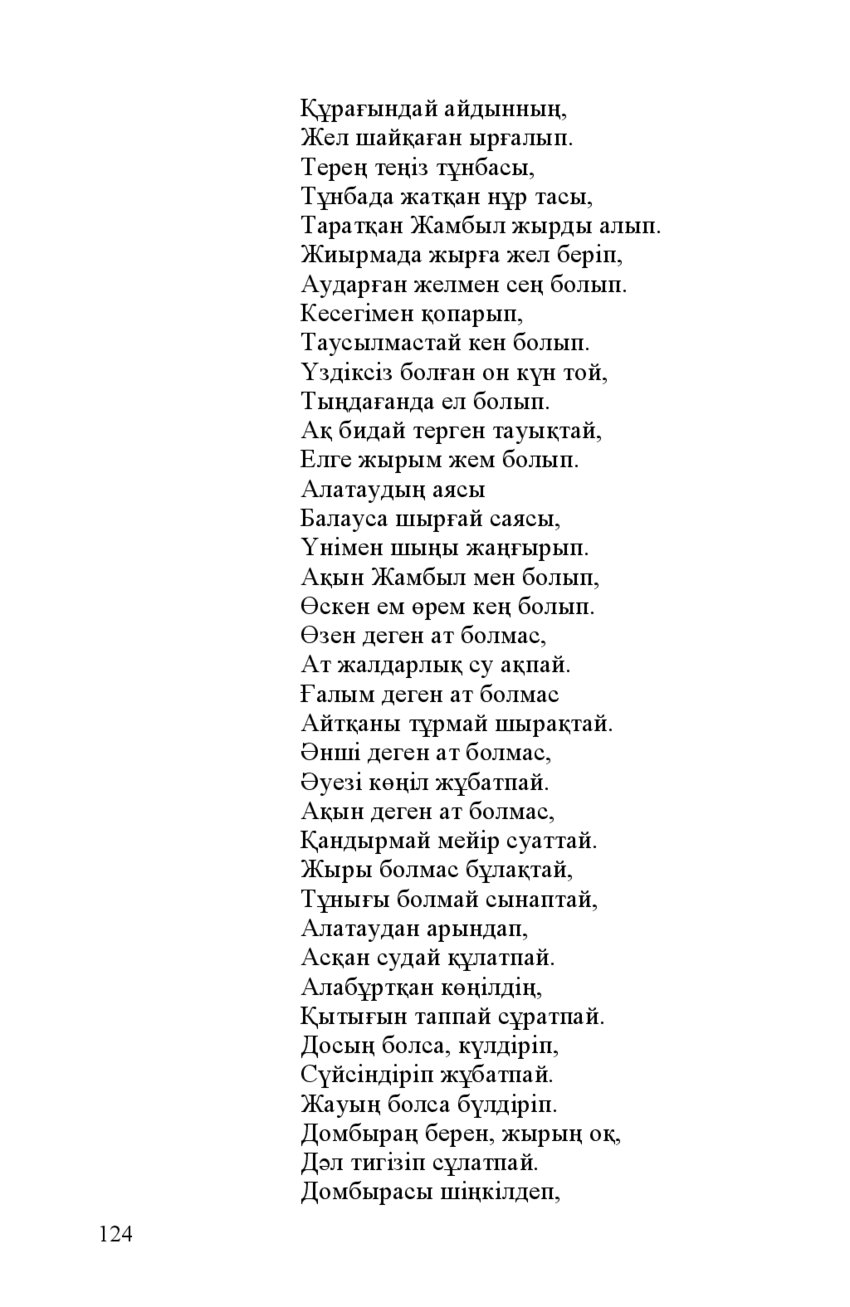 Құрағындай айдынның,
Жел шайқаған ырғалып.
Терең теңіз тұнбасы,
Тұнбада жатқан нұр тасы,
Таратқан Жамбыл жырды алып.
Жиырмада жырға жел беріп,
Аударған желмен сең болып.
Кесегімен қопарып,
Таусылмастай кен болып.
Үздіксіз болған он күн той,
Тыңдағанда ел болып.
Ақ бидай терген тауықтай,
Елге жырым жем болып.
Алатаудың аясы
Балауса шырғай саясы,
Үнімен шыңы жаңғырып.
Ақын Жамбыл мен болып,
Өскен ем өрем кең болып.
Өзен деген ат болмас,
Ат жалдарлық су ақпай.
Ғалым деген ат болмас
Айтқаны тұрмай шырақтай.
Әнші деген ат болмас,
Әуезі көңіл жұбатпай.
Ақын деген ат болмас,
Қандырмай мейір суаттай.
Жыры болмас бұлақтай,
Тұнығы болмай сынаптай,
Алатаудан арындап,
Асқан судай құлатпай.
Алабұртқан көңілдің,
Қытығын таппай сұратпай.
Досың болса, күлдіріп,
Сүйсіндіріп жұбатпай.
Жауың болса бүлдіріп.
Домбыраң берен, жырың оқ,
Дәл тигізіп сұлатпай.
Домбырасы шіңкілдеп,
124